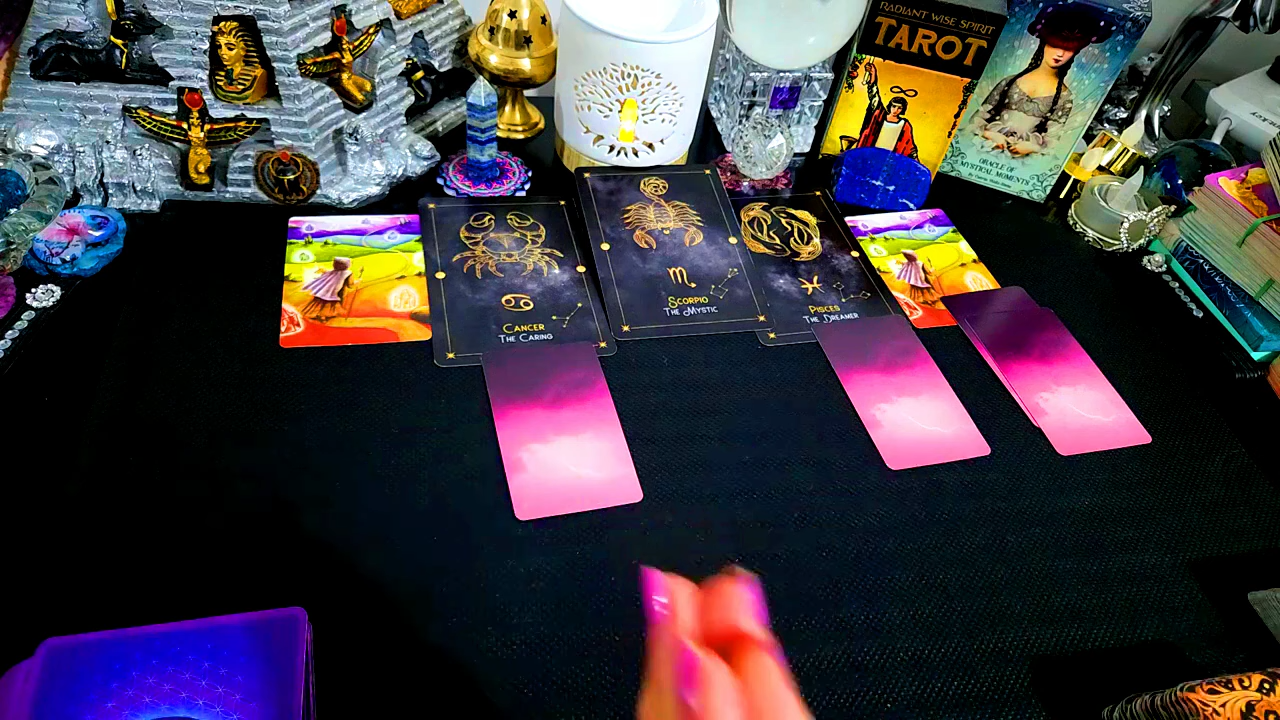 RADIANT WISE SPIRIT
TAROT
ORACLE OF
MYSTICAL MOMENTS
CANCER
THE CARING
SCORPIO
THE MYSTIC
PISCES
THE DREAMER